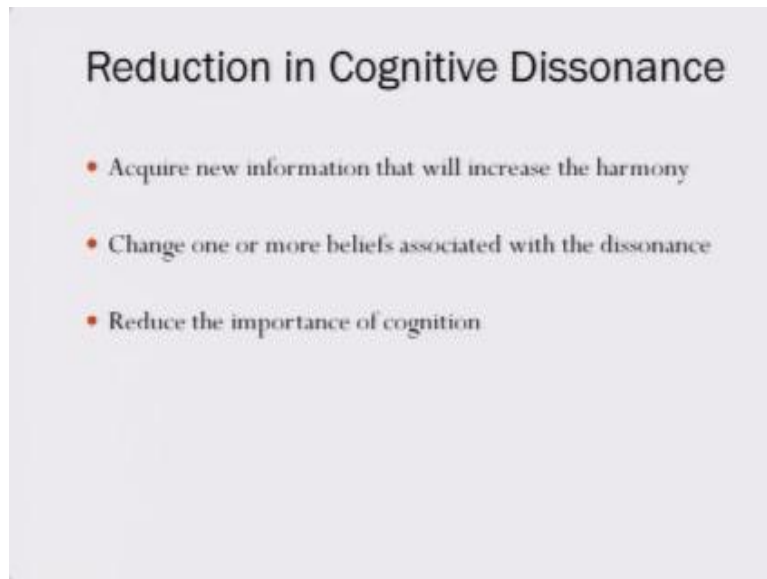 Reduction in Cognitive Dissonance
• Acquire new information that will increase the harmony
• Change one or more beliefs associated with the dissonance
• Reduce the importance of cognition